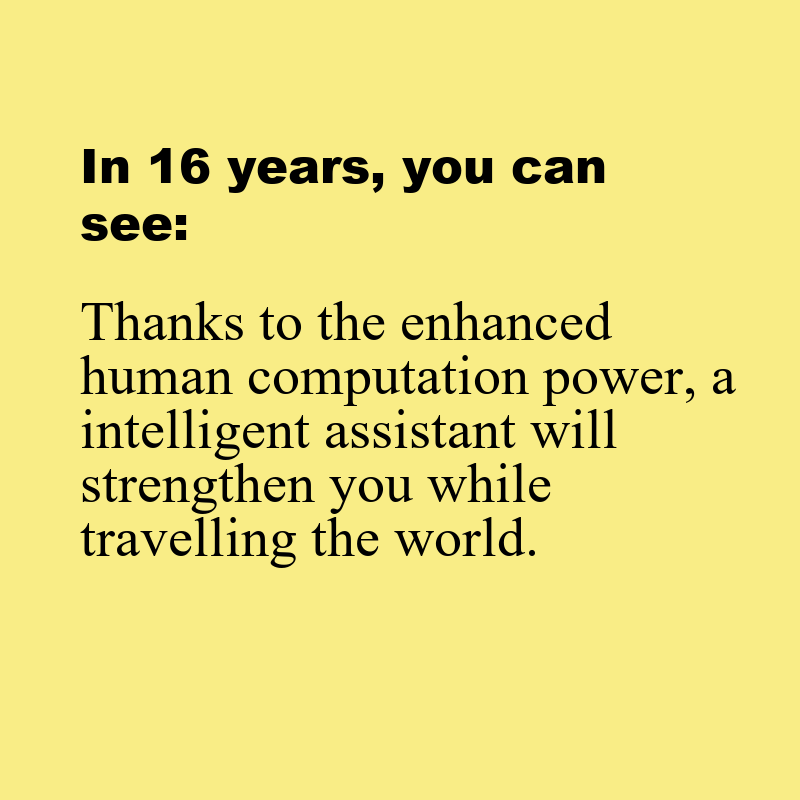 In 16 years, you can
see:
Thanks to the enhanced
human computation power, a
intelligent assistant will
strengthen you while
travelling the world.